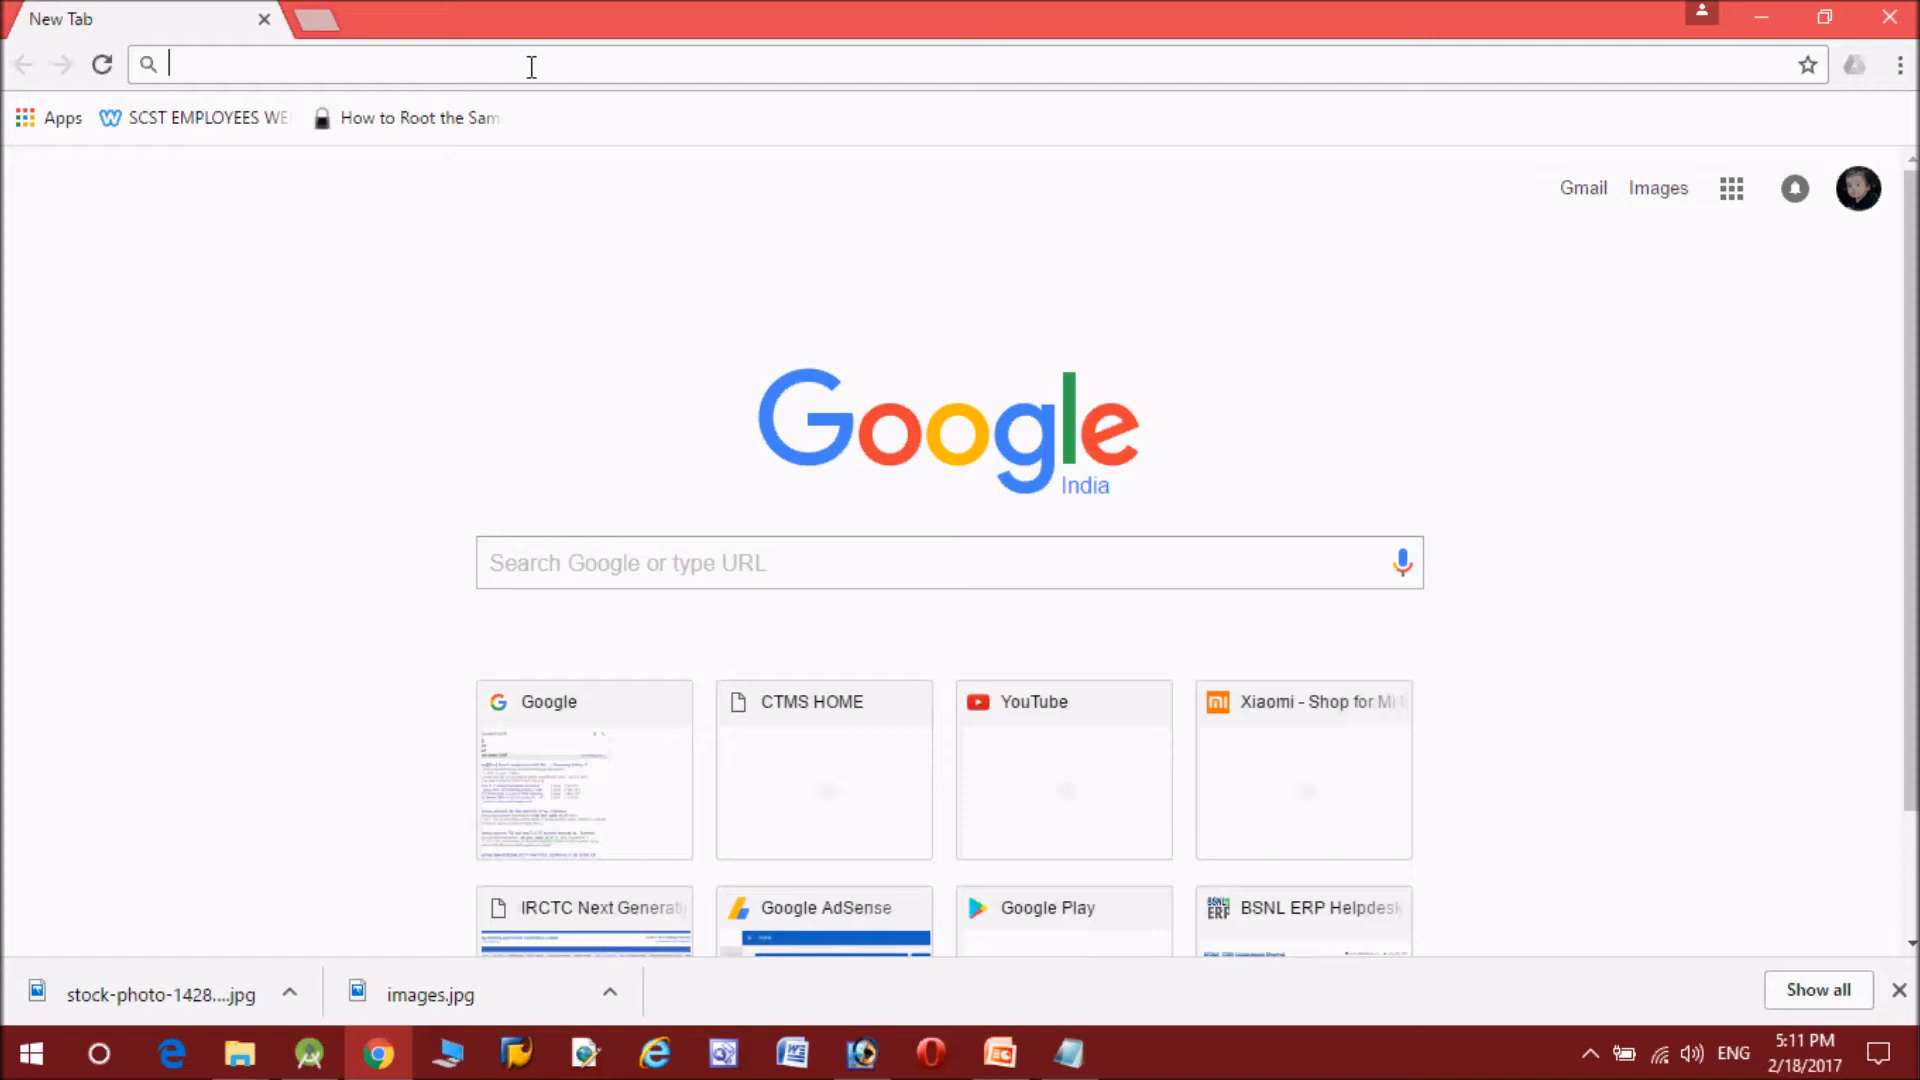 New Tab
Apps
SCST EMPLOYEES WE
How to Root the Sam
Gmail
Images
Google
India
Search Google or type URL
Google
CTMS HOME
YouTube
Xiaomi - Shop for Mi
IRCTC Next Generati
Google AdSense
Google Play
BSNL ERP Helpdesk
stock-photo-1428....jpg
images.jpg
Show all
ENG
5:11 PM
2/18/2017